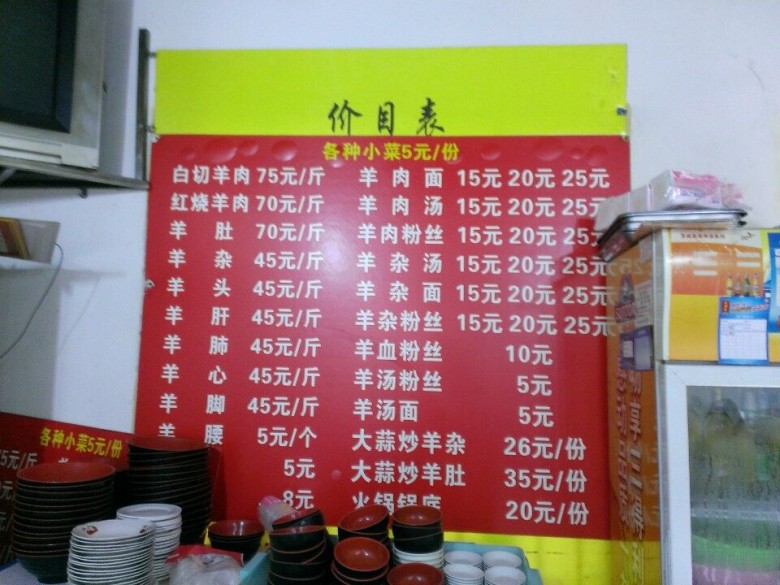 价目表
各种小菜5元/份
白切羊肉 75元/斤
红烧羊肉 70元/斤
羊肚 70元/斤
羊杂 45元/斤
羊头 45元/斤
羊肝 45元/斤
羊肺 45元/斤
羊心 45元/斤
羊脚 45元/斤
羊腰 5元/个
5元
8元
羊肉面 15元 20元 25元
羊肉汤 15元 20元 25元
羊肉粉丝 15元 20元 25元
羊杂汤 15元 20元 25元
羊杂面 15元 20元 25元
羊杂粉丝 15元 20元 25元
羊血粉丝 10元
羊汤粉丝 5元
羊汤面 5元
大蒜炒羊杂 26元/份
大蒜炒羊肚 35元/份
火锅锅底 20元/份
各种小菜5元/份
5元/斤